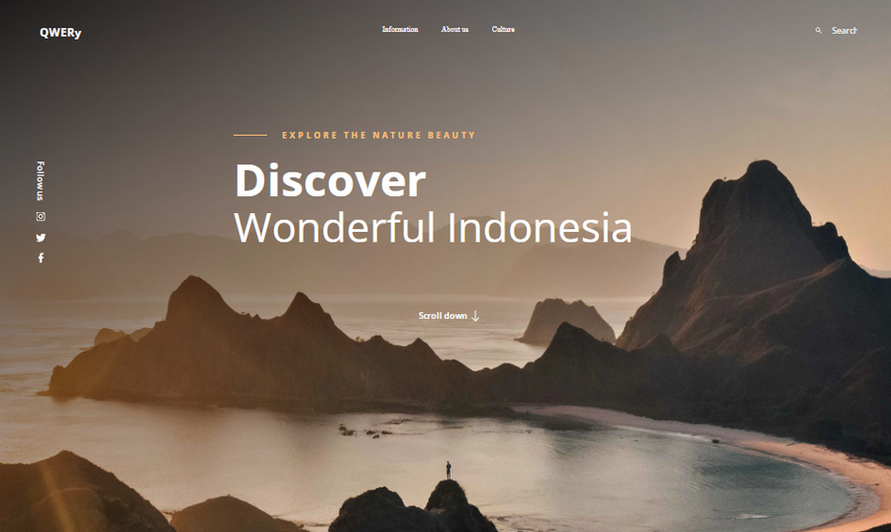 QWERy
Information
About us
Culture
Search
EXPLORE THE NATURE BEAUTY
Discover
Wonderful Indonesia
Follow us
Scroll down